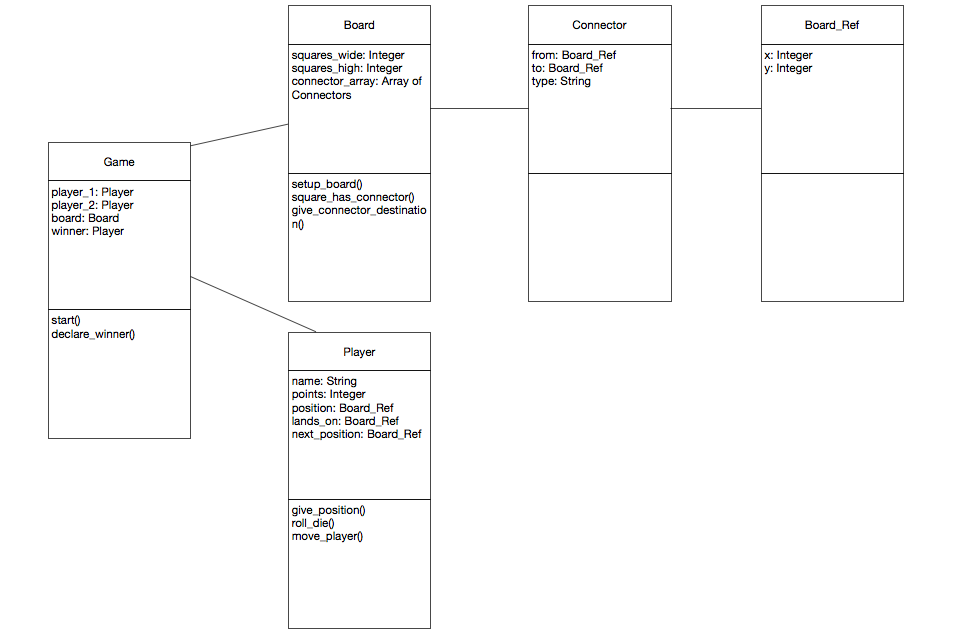 Board
squares_wide: Integer
squares_high: Integer
connector_array: Array of
Connectors
setup_board()
square_has_connector()
give_connector_destinatio
n()
Connector
from: Board_Ref
to: Board_Ref
type: String
Board_Ref
x: Integer
y: Integer
Game
player_1: Player
player_2: Player
board: Board
winner: Player
start()
declare_winner()
Player
name: String
points: Integer
position: Board_Ref
lands_on: Board_Ref
next_position: Board_Ref
give_position()
roll_die()
move_player()